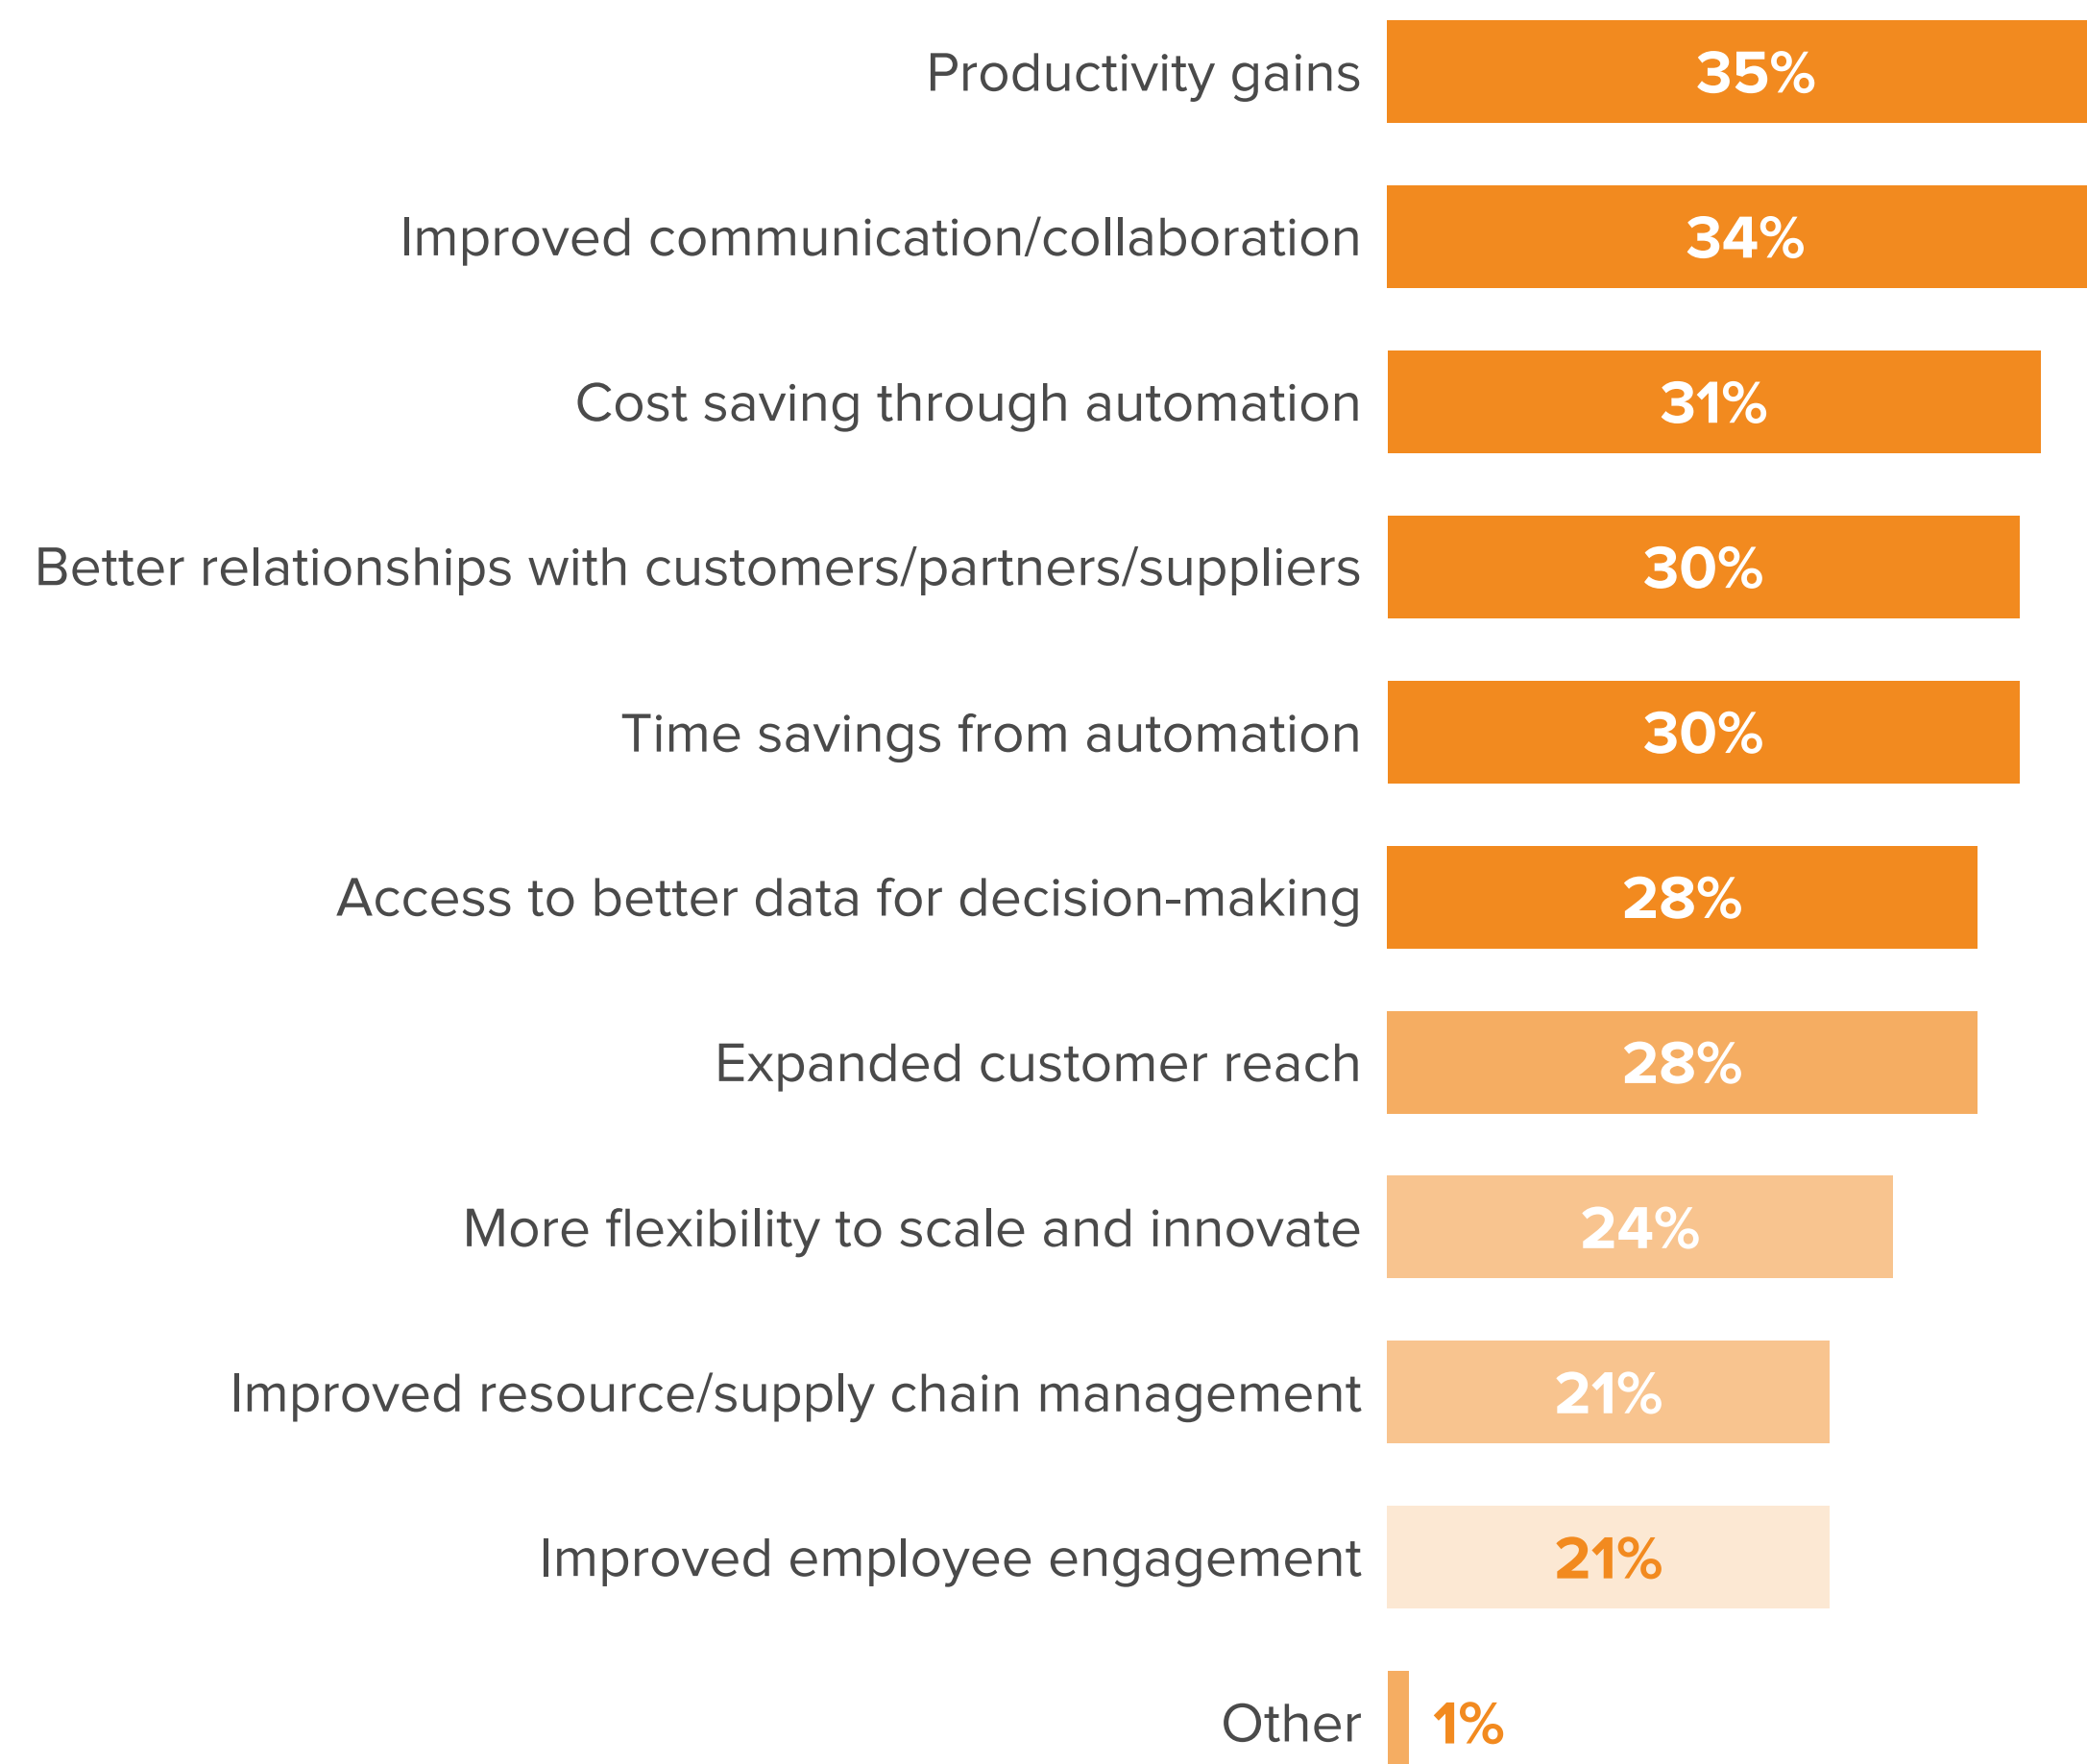 Productivity gains 35%
Improved communication/collaboration 34%
Cost saving through automation 31%
Better relationships with customers/partners/suppliers 30%
Time savings from automation 30%
Access to better data for decision-making 28%
Expanded customer reach 28%
More flexibility to scale and innovate 24%
Improved resource/supply chain management 21%
Improved employee engagement 21%
Other 1%